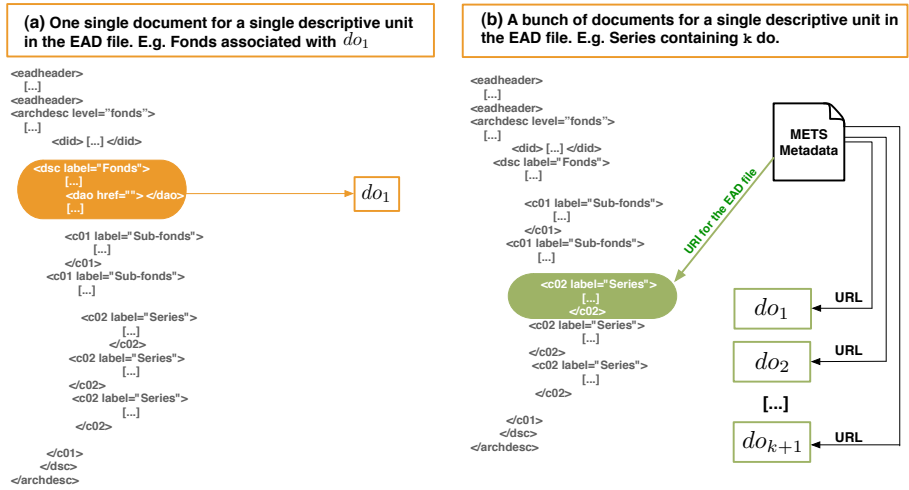 (a) One single document for a single descriptive unit
in the EAD file. E.g. Fonds associated with do1
<eadheader>
[...]
<eadheader>
<archdesc level=”fonds”>
[...]
<did> [...] </did>
<dsc label="Fonds">
[...]
<dao href=""> </dao>
[...]
do1
<c01 label="Sub-fonds">
[...]
</c01>
<c01 label="Sub-fonds">
[...]
<c02 label="Series">
[...]
</c02>
<c02 label="Series">
[...]
</c02>
<c02 label="Series">
[...]
</c02>
</c01>
</dsc>
</archdesc>
(b) A bunch of documents for a single descriptive unit in
the EAD file. E.g. Series containing k do.
<eadheader>
[...]
<eadheader>
<archdesc level=”fonds”>
[...]
<did> [...] </did>
<dsc label="Fonds">
[...]
<c01 label="Sub-fonds">
[...]
</c01>
<c01 label="Sub-fonds">
[...]
<c02 label="Series">
[...]
</c02>
<c02 label="Series">
[...]
</c02>
<c02 label="Series">
[...]
</c02>
</c01>
</dsc>
</archdesc>
METS
Metadata
URI for the EAD file
URL
do1
URL
do2
[...]
URL
dok+1